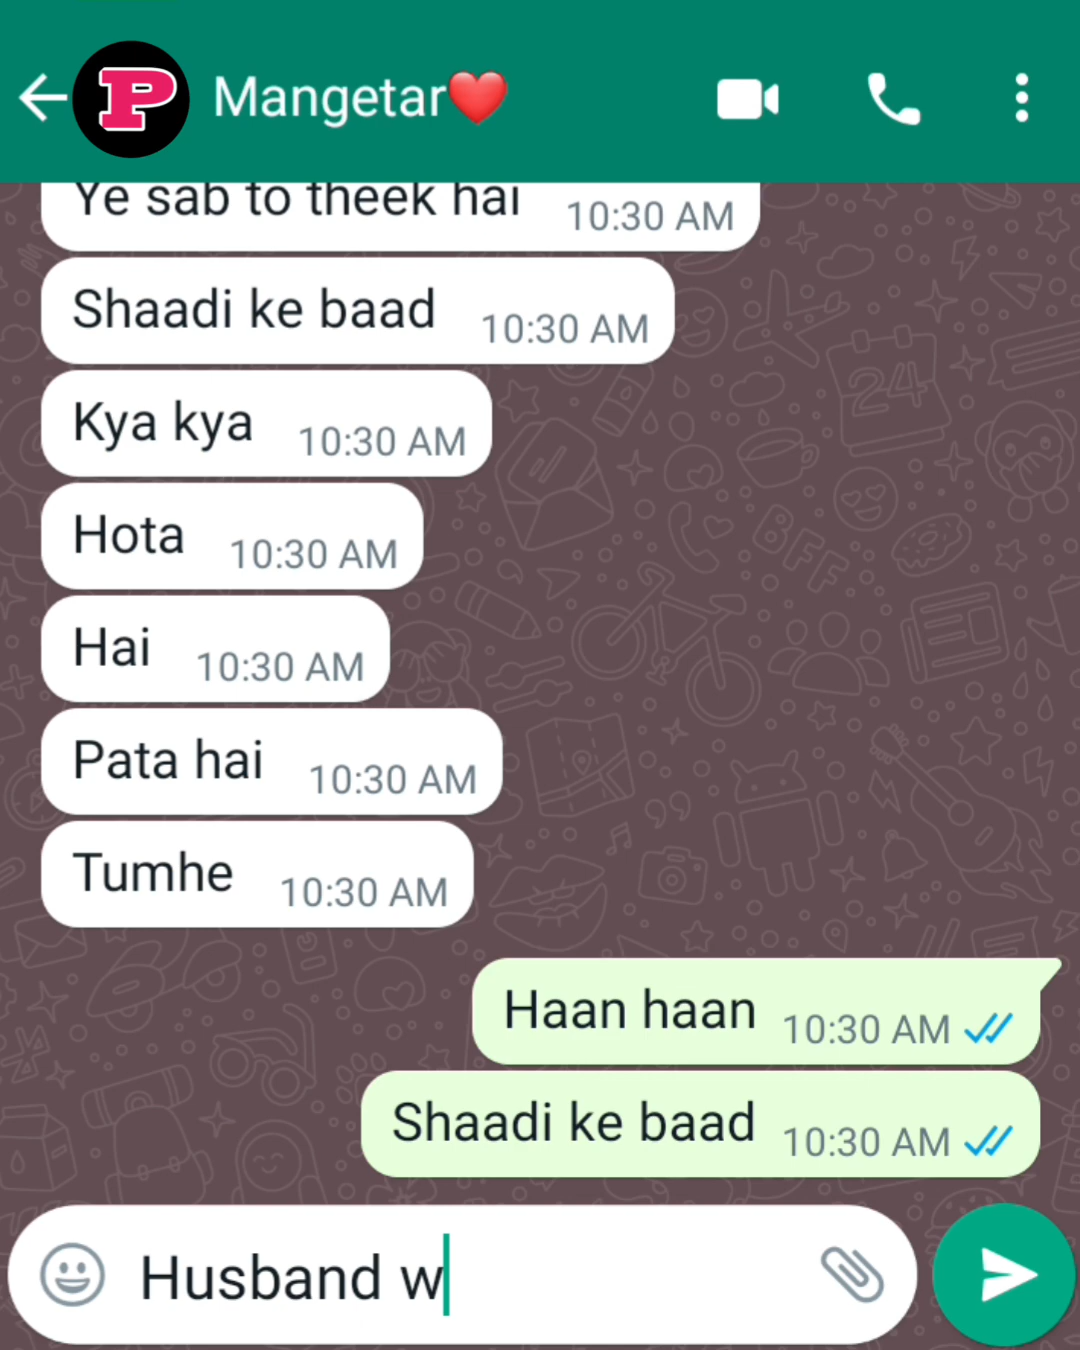 P
Mangetar❤️
Ye sab to theek hai 10:30 AM
Shaadi ke baad 10:30 AM
Kya kya 10:30 AM
Hota 10:30 AM
Hai 10:30 AM
Pata hai 10:30 AM
Tumhe 10:30 AM
Haan haan 10:30 AM
Shaadi ke baad 10:30 AM
Husband w